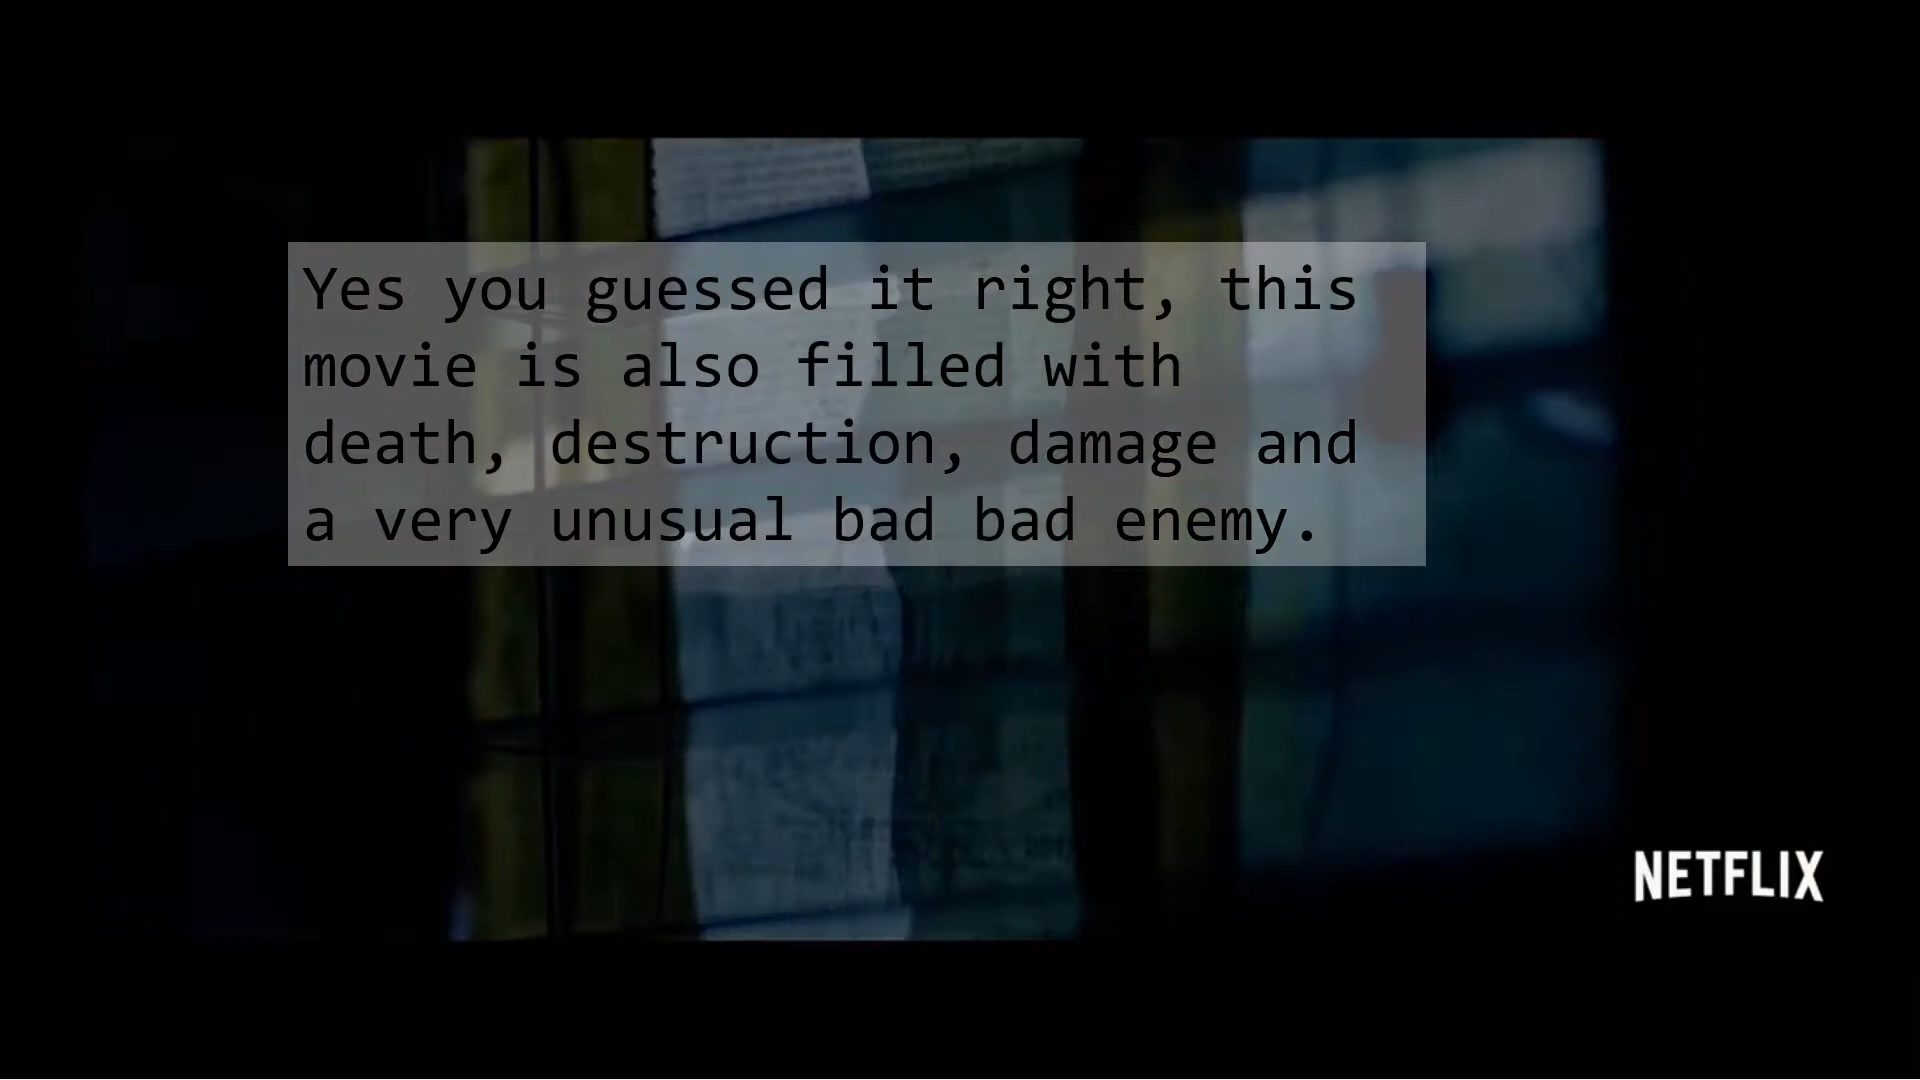 Yes you guessed it right, this
movie is also filled with
death, destruction, damage and
a very unusual bad bad enemy.
NETFLIX